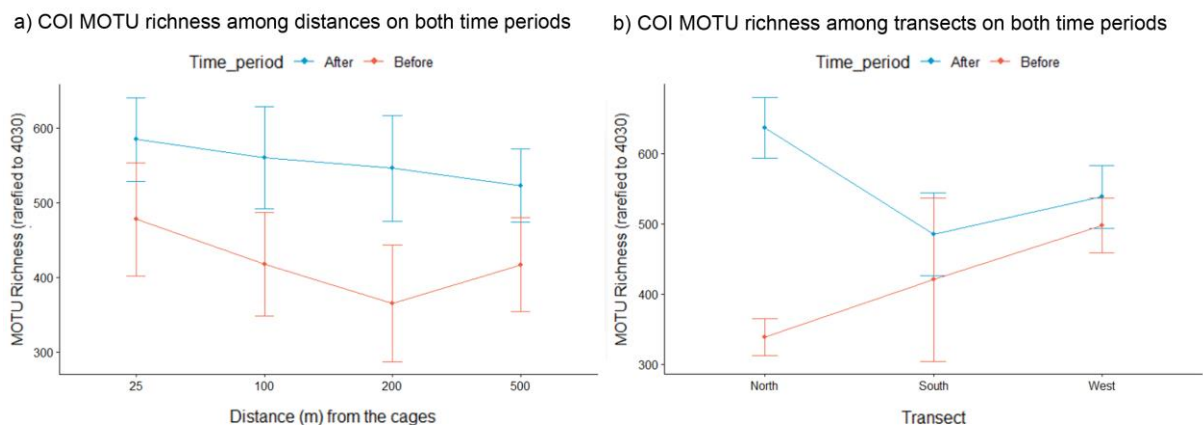 a) COI MOTU richness among distances on both time periods
Time_period After Before
MOTU Richness (rarefied to 4030)
600
500
400
300
25 100 200 500
Distance (m) from the cages
b) COI MOTU richness among transects on both time periods
Time_period After Before
MOTU Richness (rarefied to 4030)
600
500
400
300
North South West
Transect